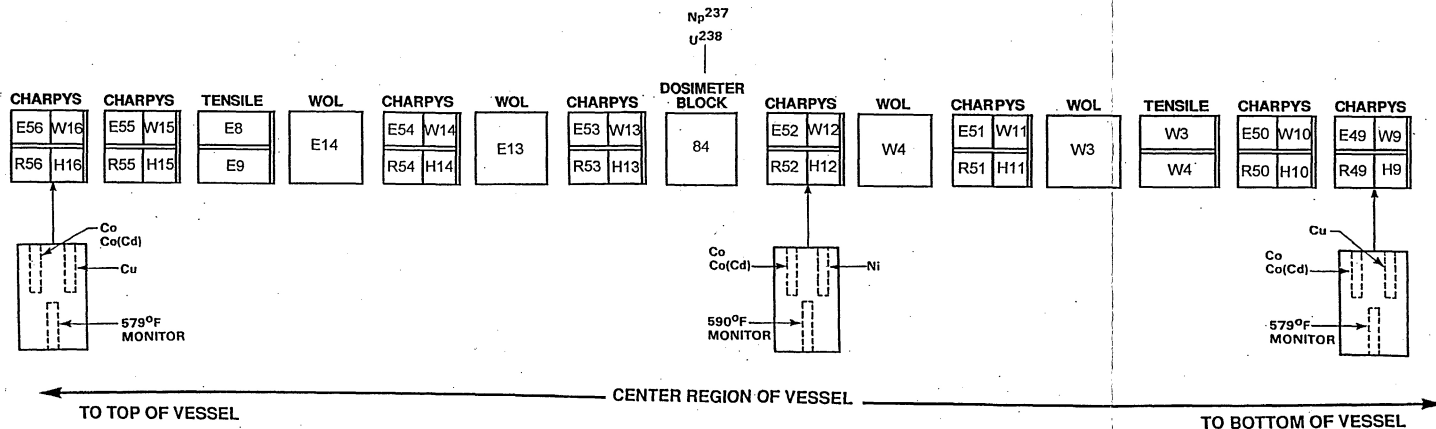 Np237
U238
CHARPYS CHARPYS TENSILE WOL CHARPYS WOL CHARPYS DOSIMETER BLOCK CHARPYS WOL CHARPYS WOL TENSILE CHARPYS CHARPYS
E56 W16 E55 W15 E8 E54 W14 E53 W13 E52 W12 E51 W11 W3 E50 W10 E49 W9
E14 E13 84 W4 W3
R56 H16 R55 H15 E9 R54 H14 R53 H13 R52 H12 R51 H11 W4 R50 H10 R49 H9
Co
Co(Cd)
Cu
579°F
MONITOR
Co
Co(Cd)
Ni
590°F
MONITOR
Cu
Co
Co(Cd)
579°F
MONITOR
CENTER REGION OF VESSEL
TO TOP OF VESSEL
TO BOTTOM OF VESSEL